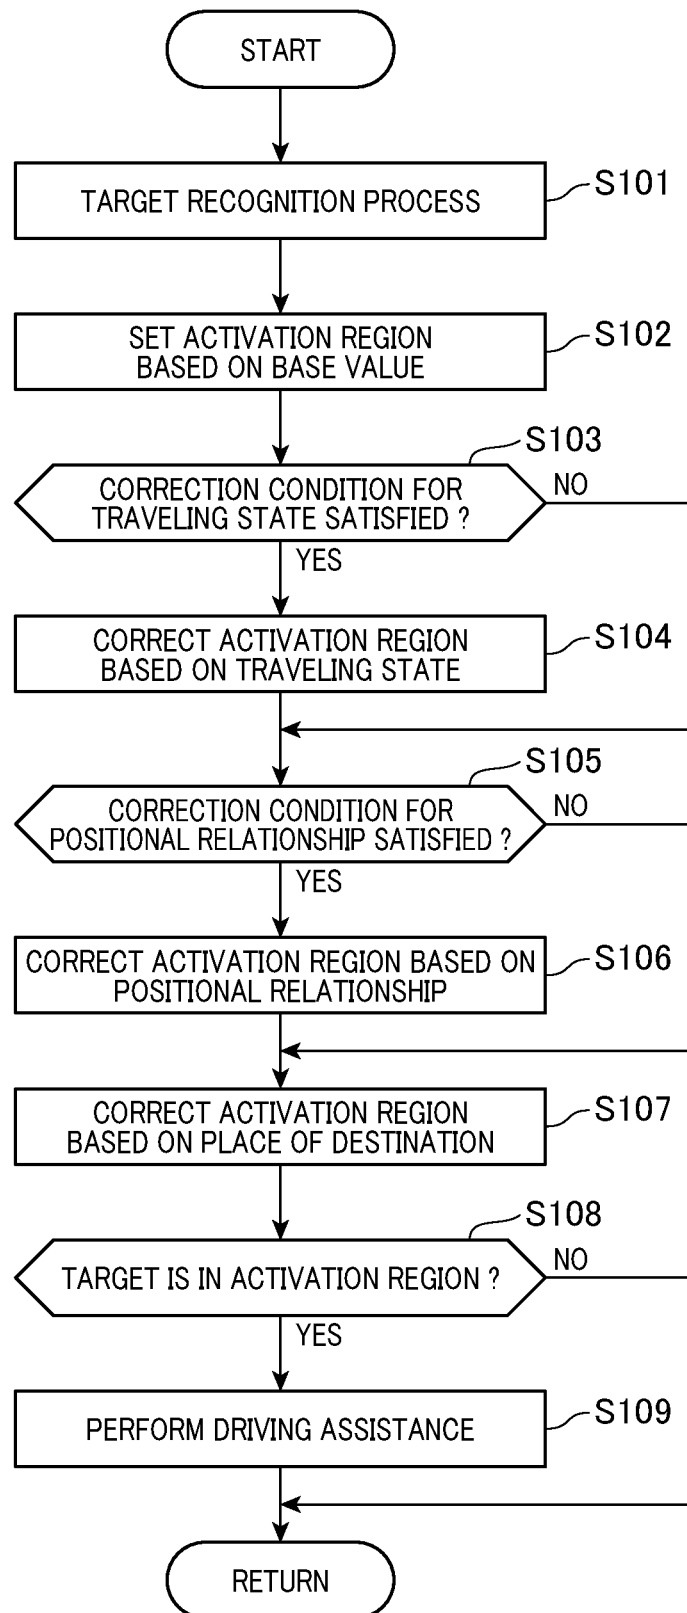 START
TARGET RECOGNITION PROCESS
S101
SET ACTIVATION REGION
BASED ON BASE VALUE
S102
S103
CORRECTION CONDITION FOR
TRAVELING STATE SATISFIED ?
NO
YES
CORRECT ACTIVATION REGION
BASED ON TRAVELING STATE
S104
S105
CORRECTION CONDITION FOR
POSITIONAL RELATIONSHIP SATISFIED ?
NO
YES
CORRECT ACTIVATION REGION BASED ON
POSITIONAL RELATIONSHIP
S106
CORRECT ACTIVATION REGION
BASED ON PLACE OF DESTINATION
S107
S108
TARGET IS IN ACTIVATION REGION ?
NO
YES
PERFORM DRIVING ASSISTANCE
S109
RETURN